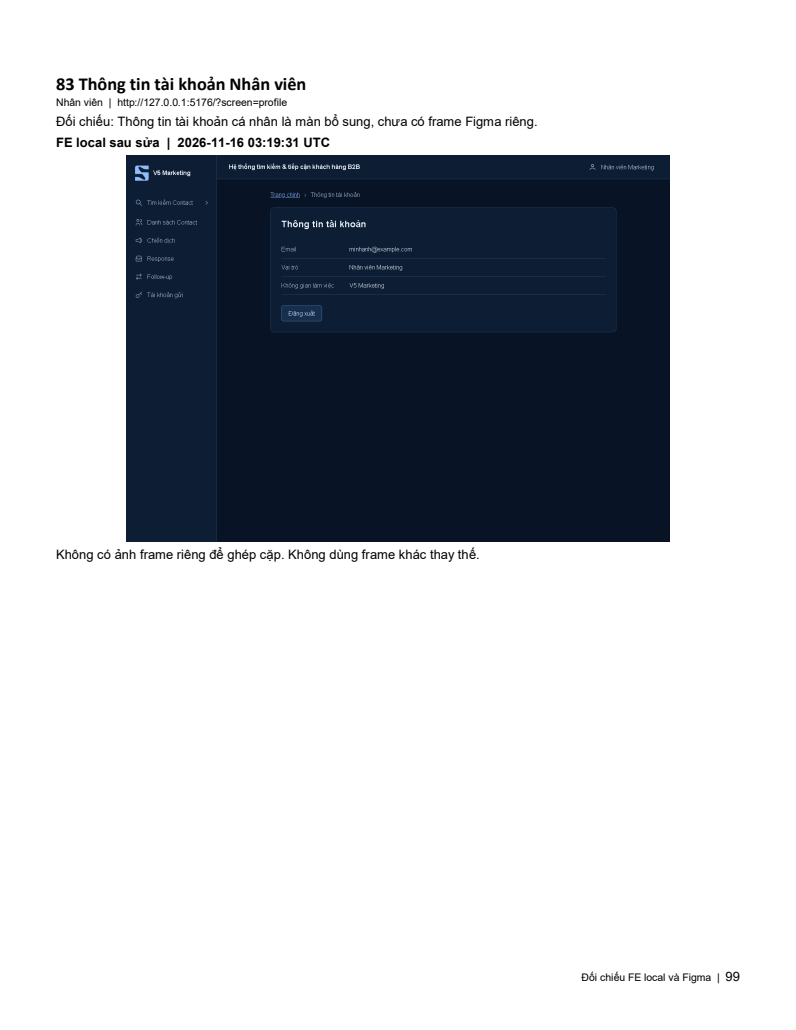 83 Thông tin tài khoản Nhân viên
Nhân viên | http://127.0.0.1:5176/?screen=profile
Đối chiếu: Thông tin tài khoản cá nhân là màn bổ sung, chưa có frame Figma riêng.
FE local sau sửa | 2026-11-16 03:19:31 UTC
V5 Marketing
Hệ thống tìm kiếm & tiếp cận khách hàng B2B
Nhân viên Marketing
Tìm kiếm Contact
Danh sách Contact
Chiến dịch
Response
Follow-up
Tài khoản gửi
Trang chính › Thông tin tài khoản
Thông tin tài khoản
Email minhanh@example.com
Vai trò Nhân viên Marketing
Không gian làm việc V5 Marketing
Đăng xuất
Không có ảnh frame riêng để ghép cặp. Không dùng frame khác thay thế.
Đối chiếu FE local và Figma | 99